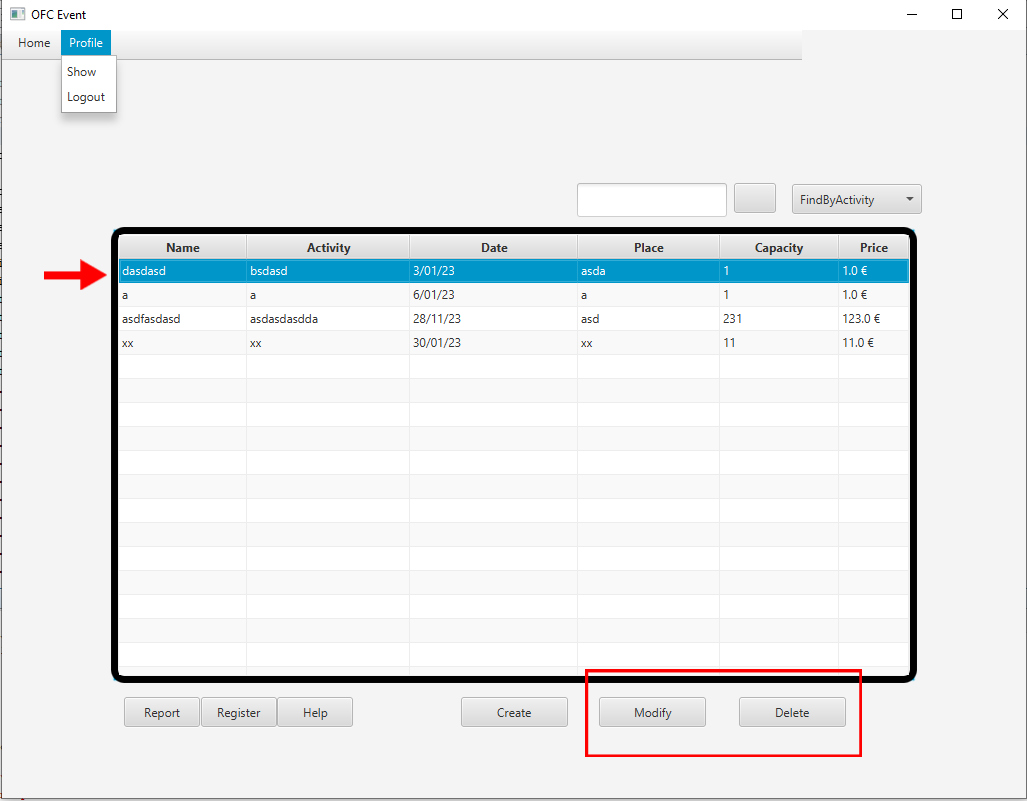 OFC Event
Home Profile
Show
Logout
FindByActivity
Name Activity Date Place Capacity Price
dasdasd bsdasd 3/01/23 asda 1 1.0 €
a a 6/01/23 a 1 1.0 €
asdfasdasd asdasdasdda 28/11/23 asd 231 123.0 €
xx xx 30/01/23 xx 11 11.0 €
Report Register Help Create Modify Delete